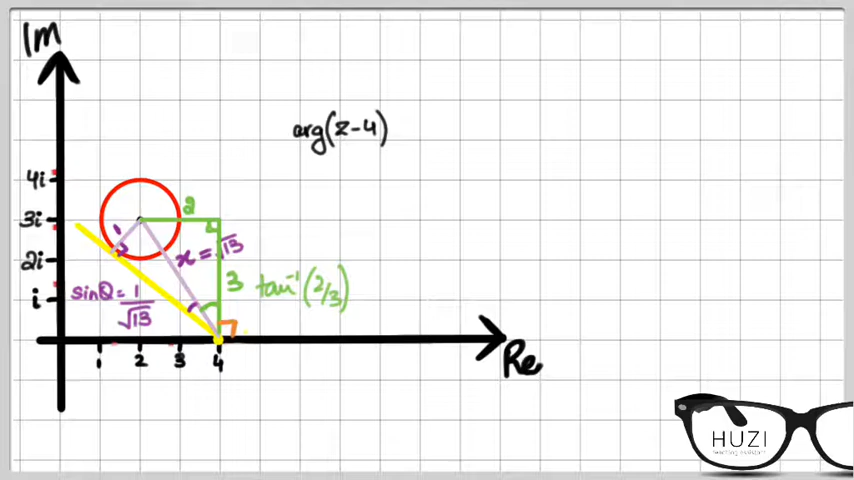 Im
arg(z-4)
4i
3i
2i
i
2
1
x = √13
3
tan⁻¹(2/3)
sinθ = 1/√13
1 2 3 4
Re
HUZI